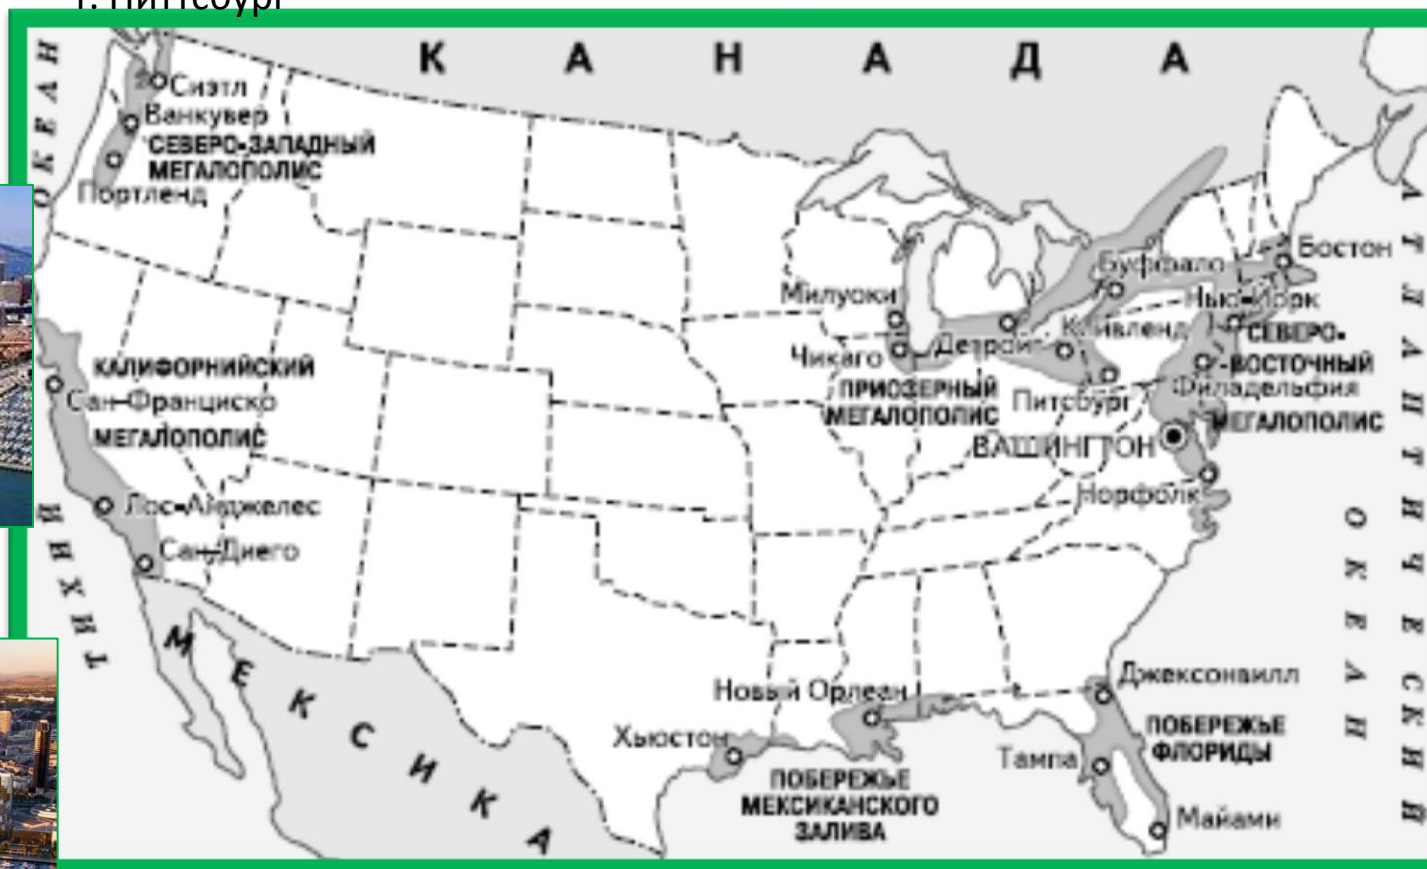 г. Питтсбург
К А Н А Д А
ТИХИЙ ОКЕАН
Сиэтл
Ванкувер
СЕВЕРО-ЗАПАДНЫЙ
МЕГАЛОПОЛИС
Портленд
Бостон
Буффало
Милуоки
Нью-Йорк
Кливленд
СЕВЕРО-
Чикаго
Детройт
-ВОСТОЧНЫЙ
КАЛИФОРНИЙСКИЙ
ПРИОЗЕРНЫЙ
Филадельфия
Сан-Франциско
Питсбург
МЕГАЛОПОЛИС
МЕГАЛОПОЛИС
МЕГАЛОПОЛИС
ВАШИНГТОН
Норфолк
Лос-Анджелес
Сан-Диего
АТЛАНТИЧЕСКИЙ
ОКЕАН
МЕКСИКА
Джексонвилл
Новый Орлеан
ПОБЕРЕЖЬЕ
ФЛОРИДЫ
Хьюстон
Тампа
ПОБЕРЕЖЬЕ
МЕКСИКАНСКОГО
ЗАЛИВА
Майами